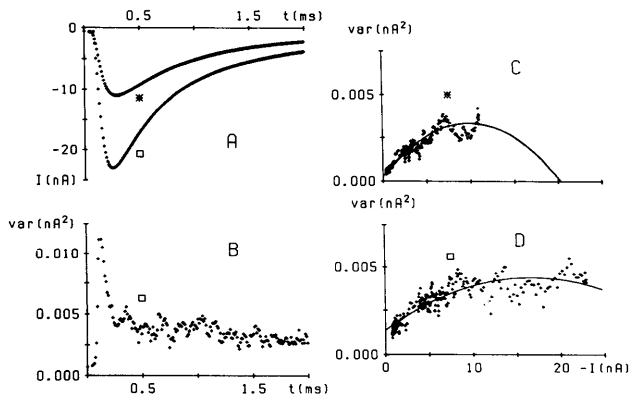 0.5 1.5 t(ms)
0
-10
-20
I(nA)
*
A
var(nA²)
0.010
0.005
0.000
B
0.5 1.5 t(ms)
var(nA²)
0.005
0.000
*
C
var(nA²)
0.005
0.000
D
0 10 20 -I(nA)